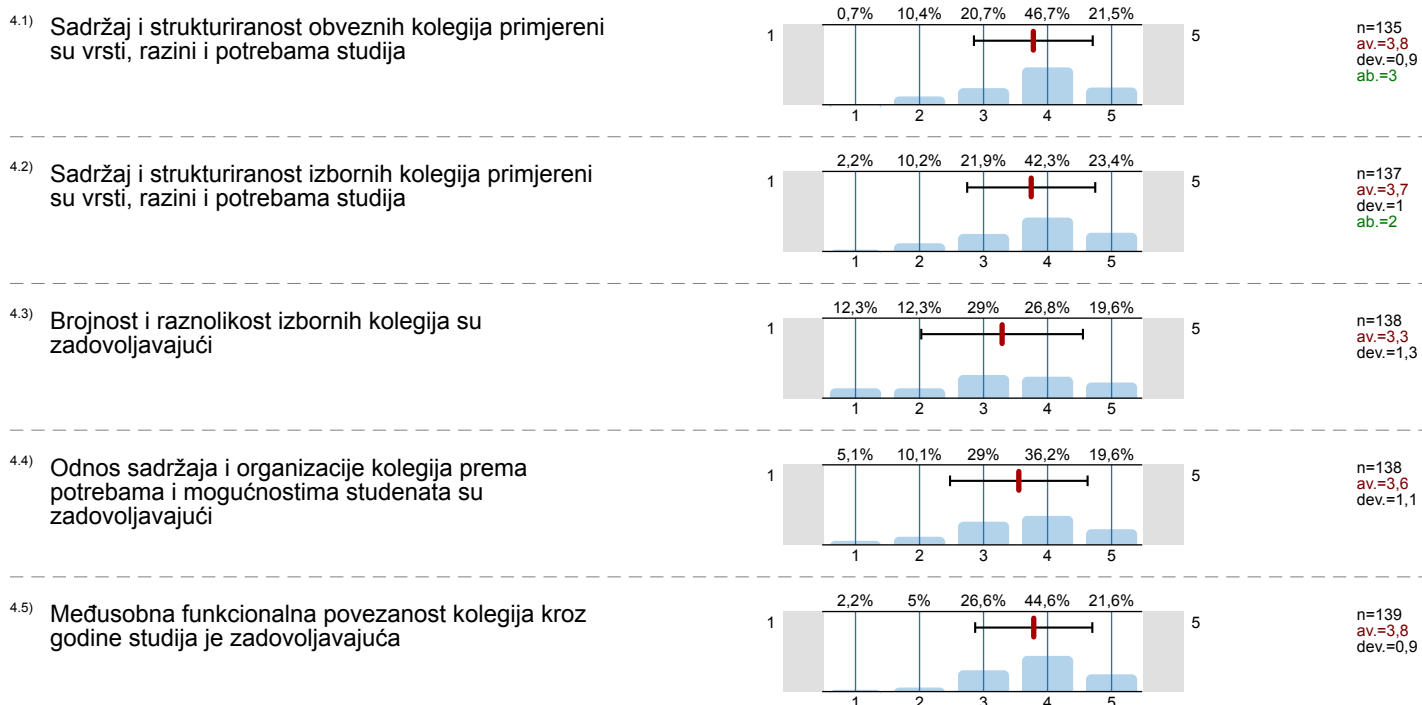 4.1) Sadržaj i strukturiranost obveznih kolegija primjereni
su vrsti, razini i potrebama studija
0,7% 10,4% 20,7% 46,7% 21,5%
1 5
1 2 3 4 5
n=135
av.=3,8
dev.=0,9
ab.=3
4.2) Sadržaj i strukturiranost izbornih kolegija primjereni
su vrsti, razini i potrebama studija
2,2% 10,2% 21,9% 42,3% 23,4%
1 5
1 2 3 4 5
n=137
av.=3,7
dev.=1
ab.=2
4.3) Brojnost i raznolikost izbornih kolegija su
zadovoljavajući
12,3% 12,3% 29% 26,8% 19,6%
1 5
1 2 3 4 5
n=138
av.=3,3
dev.=1,3
4.4) Odnos sadržaja i organizacije kolegija prema
potrebama i mogućnostima studenata su
zadovoljavajući
5,1% 10,1% 29% 36,2% 19,6%
1 5
1 2 3 4 5
n=138
av.=3,6
dev.=1,1
4.5) Međusobna funkcionalna povezanost kolegija kroz
godine studija je zadovoljavajuća
2,2% 5% 26,6% 44,6% 21,6%
1 5
1 2 3 4 5
n=139
av.=3,8
dev.=0,9